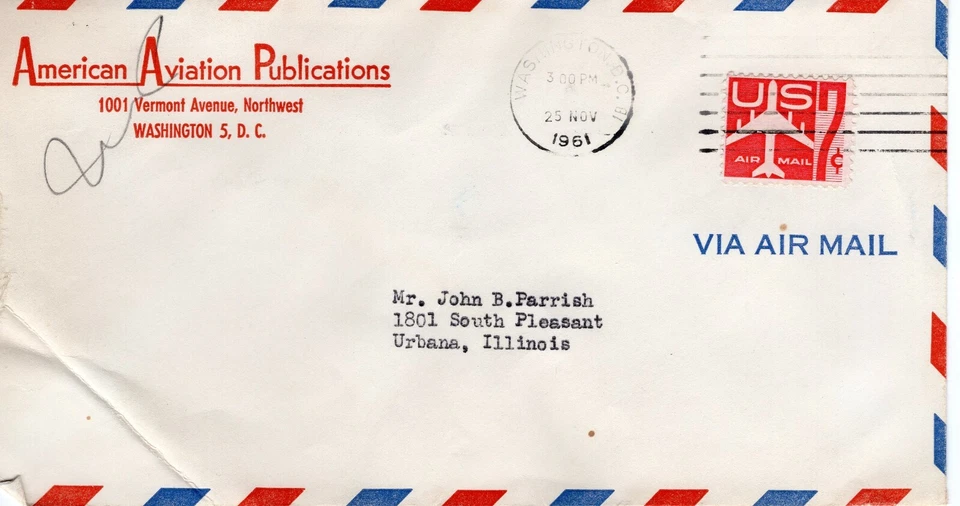 American Aviation Publications
1001 Vermont Avenue, Northwest
WASHINGTON 5, D. C.
WASHINGTON, D.C.
3 00 PM
25 NOV
1961
US
7¢
AIR MAIL
VIA AIR MAIL
Mr. John B.Parrish
1801 South Pleasant
Urbana, Illinois